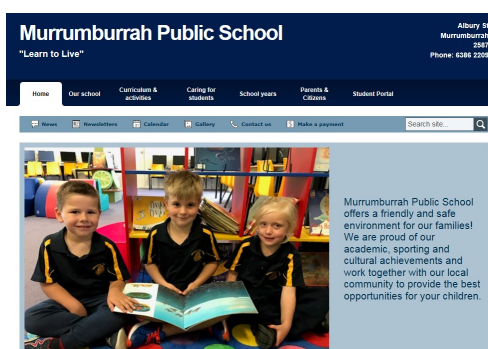 Murrumburrah Public School
"Learn to Live"
Albury St
Murrumburrah
2587
Phone: 6386 2209
Home
Our school
Curriculum &
activities
Caring for
students
School years
Parents &
Citizens
Student Portal
News
Newsletters
Calendar
Gallery
Contact us
Make a payment
Search site...
Murrumburrah Public School
offers a friendly and safe
environment for our families!
We are proud of our
academic, sporting and
cultural achievements and
work together with our local
community to provide the best
opportunities for your children.